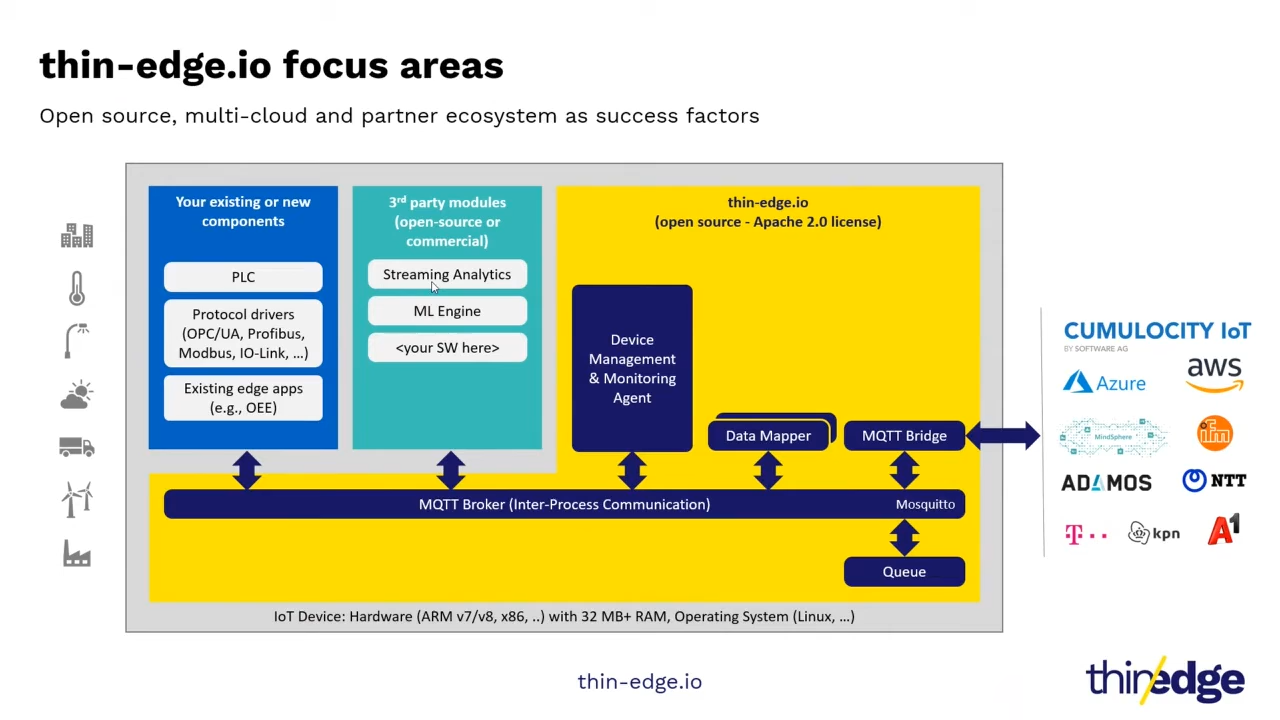 thin-edge.io focus areas
Open source, multi-cloud and partner ecosystem as success factors
Your existing or new
components
PLC
Protocol drivers
(OPC/UA, Profibus,
Modbus, IO-Link, ...)
Existing edge apps
(e.g., OEE)
3rd party modules
(open-source or
commercial)
Streaming Analytics
ML Engine
<your SW here>
thin-edge.io
(open source - Apache 2.0 license)
Device
Management
& Monitoring
Agent
Data Mapper
MQTT Bridge
MQTT Broker (Inter-Process Communication)
Mosquitto
Queue
IoT Device: Hardware (ARM v7/v8, x86, ..) with 32 MB+ RAM, Operating System (Linux, ...)
CUMULOCITY IoT
BY SOFTWARE AG
Azure
aws
MindSphere
ifm
ADAMOS
NTT
T
kpn
A1
thin-edge.io
thin/edge